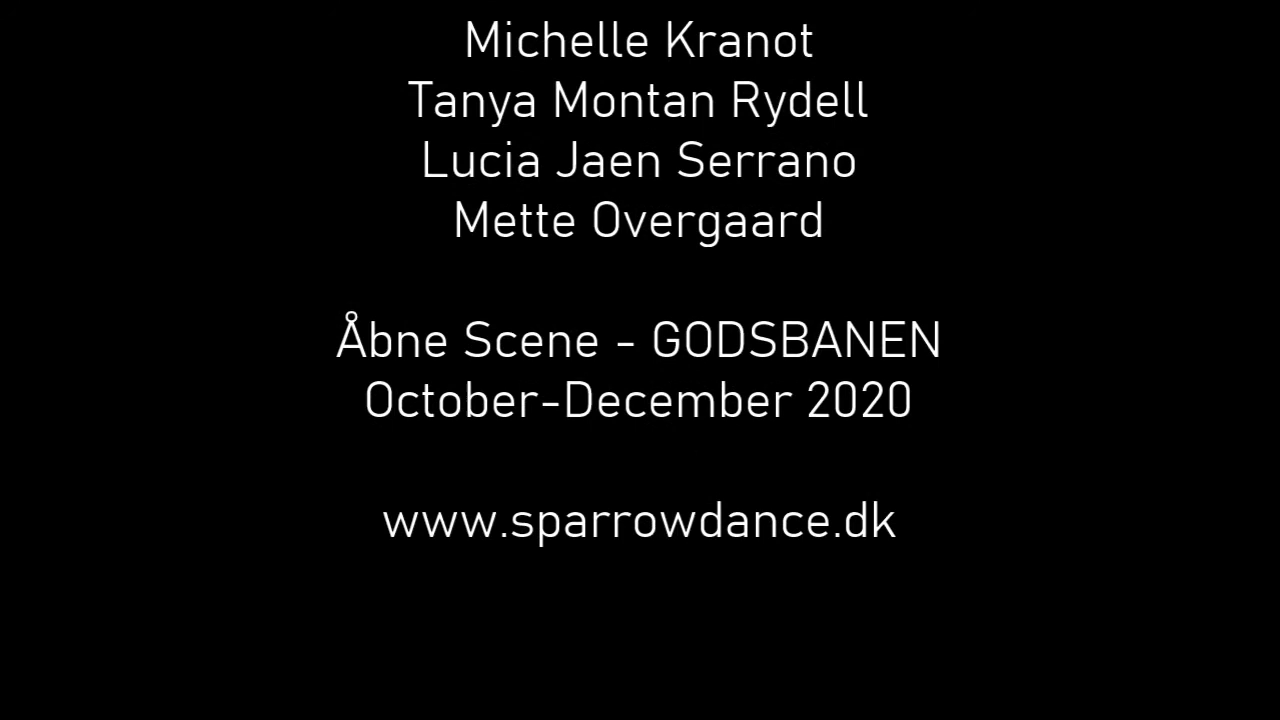 Michelle Kranot
Tanya Montan Rydell
Lucia Jaen Serrano
Mette Overgaard
Åbne Scene - GODSBANEN
October-December 2020
www.sparrowdance.dk